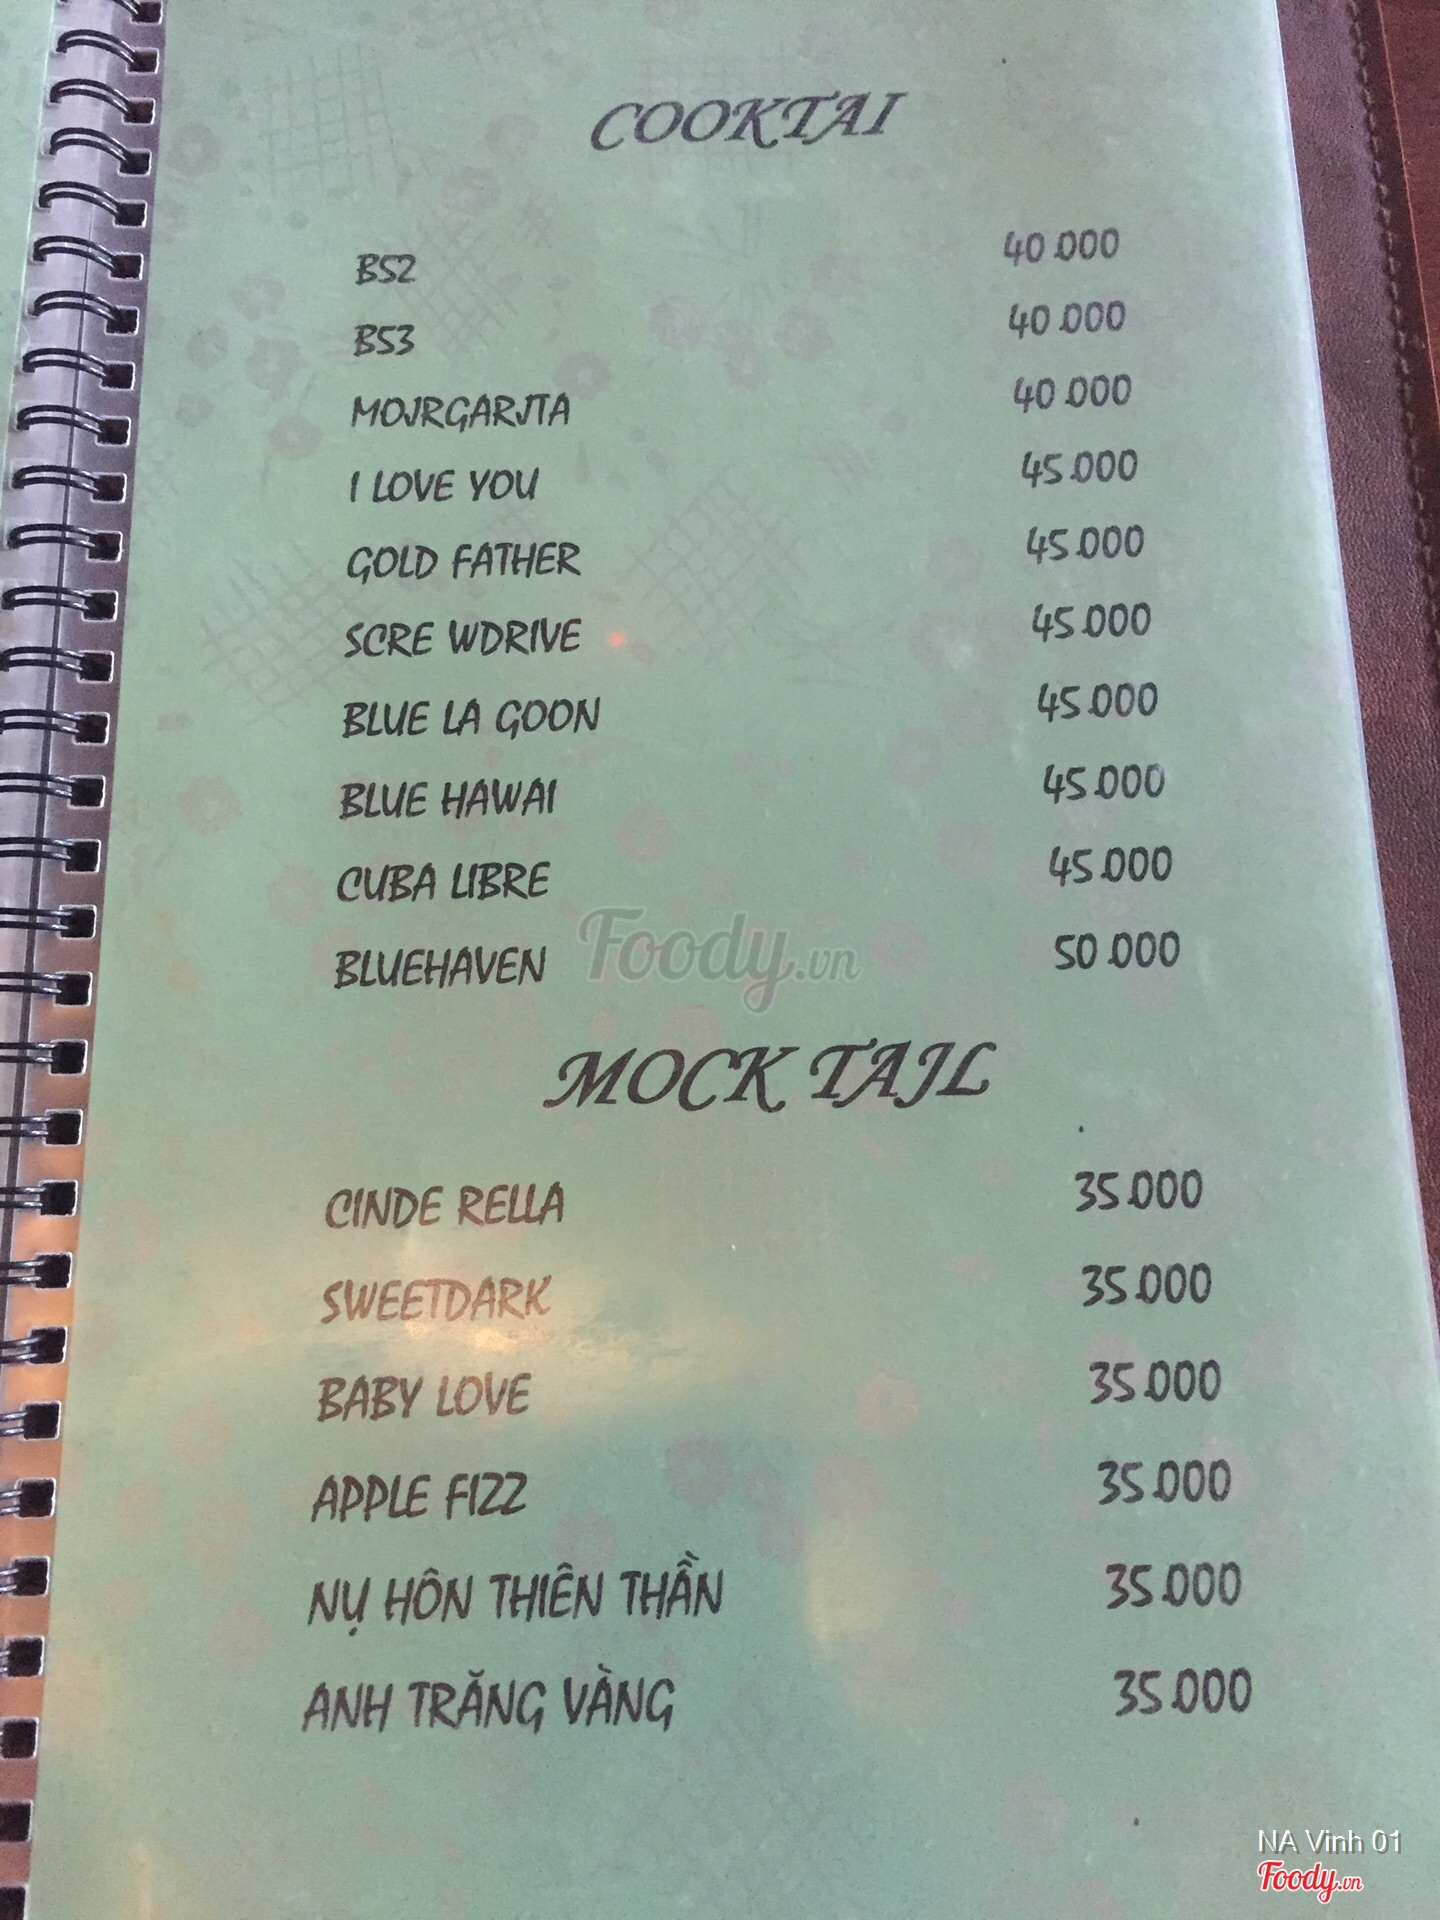 COOKTAI
B52 40.000
B53 40.000
MOJRGARJTA 40.000
I LOVE YOU 45.000
GOLD FATHER 45.000
SCRE WDRIVE 45.000
BLUE LA GOON 45.000
BLUE HAWAI 45.000
CUBA LIBRE 45.000
BLUEHAVEN 50.000
Foody.vn
MOCK TAJL
CINDE RELLA 35.000
SWEETDARK 35.000
BABY LOVE 35.000
APPLE FIZZ 35.000
NỤ HÔN THIÊN THẦN 35.000
ANH TRĂNG VÀNG 35.000
NA Vinh 01
Foody.vn